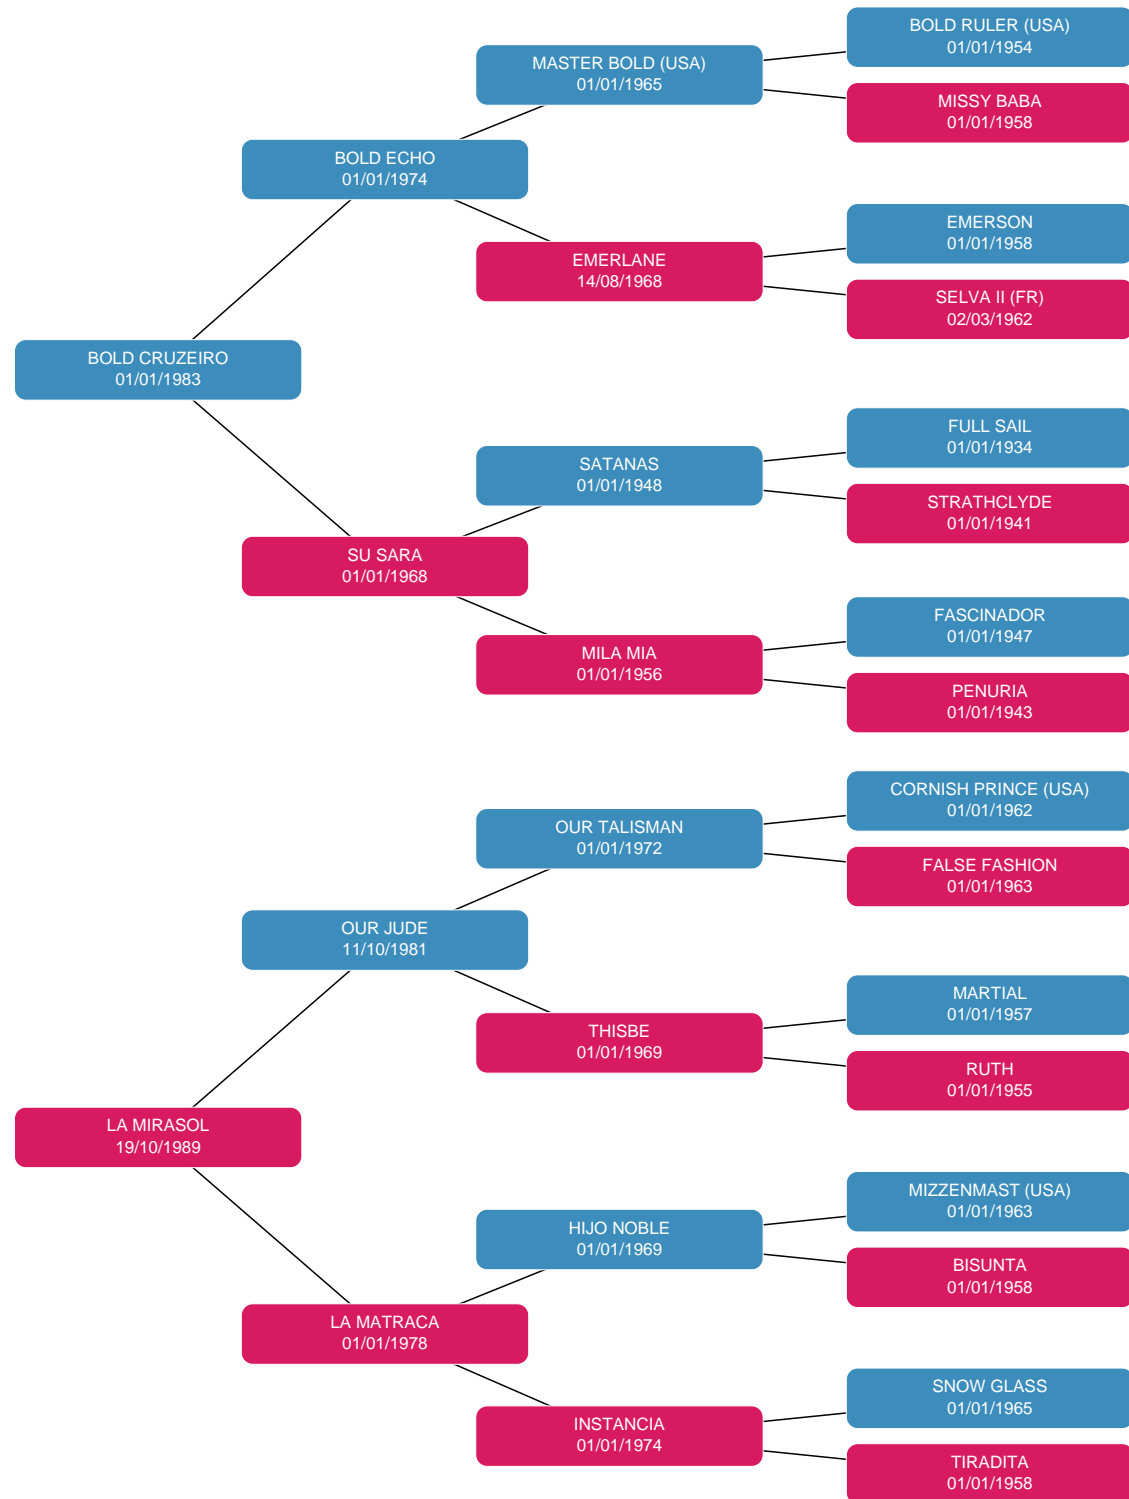 BOLD RULER (USA)
01/01/1954
MASTER BOLD (USA)
01/01/1965
MISSY BABA
01/01/1958
BOLD ECHO
01/01/1974
EMERSON
01/01/1958
EMERLANE
14/08/1968
SELVA II (FR)
02/03/1962
BOLD CRUZEIRO
01/01/1983
FULL SAIL
01/01/1934
SATANAS
01/01/1948
STRATHCLYDE
01/01/1941
SU SARA
01/01/1968
FASCINADOR
01/01/1947
MILA MIA
01/01/1956
PENURIA
01/01/1943
CORNISH PRINCE (USA)
01/01/1962
OUR TALISMAN
01/01/1972
FALSE FASHION
01/01/1963
OUR JUDE
11/10/1981
MARTIAL
01/01/1957
THISBE
01/01/1969
RUTH
01/01/1955
LA MIRASOL
19/10/1989
MIZZENMAST (USA)
01/01/1963
HIJO NOBLE
01/01/1969
BISUNTA
01/01/1958
LA MATRACA
01/01/1978
SNOW GLASS
01/01/1965
INSTANCIA
01/01/1974
TIRADITA
01/01/1958